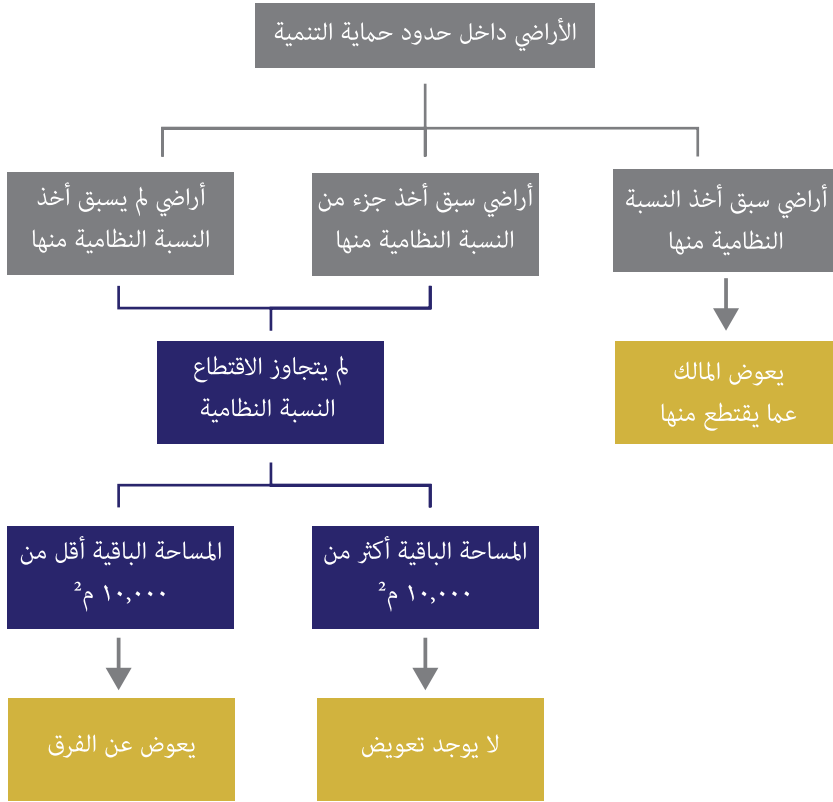 الأراضي داخل حدود حماية التنمية
أراضي سبق أخذ النسبة
النظامية منها
أراضي سبق أخذ جزء من
النسبة النظامية منها
أراضي لم يسبق أخذ
النسبة النظامية منها
يعوض المالك
عما يقتطع منها
لم يتجاوز الاقتطاع
النسبة النظامية
المساحة الباقية أكثر من
١٠,٠٠٠ م²
المساحة الباقية أقل من
١٠,٠٠٠ م²
لا يوجد تعويض
يعوض عن الفرق